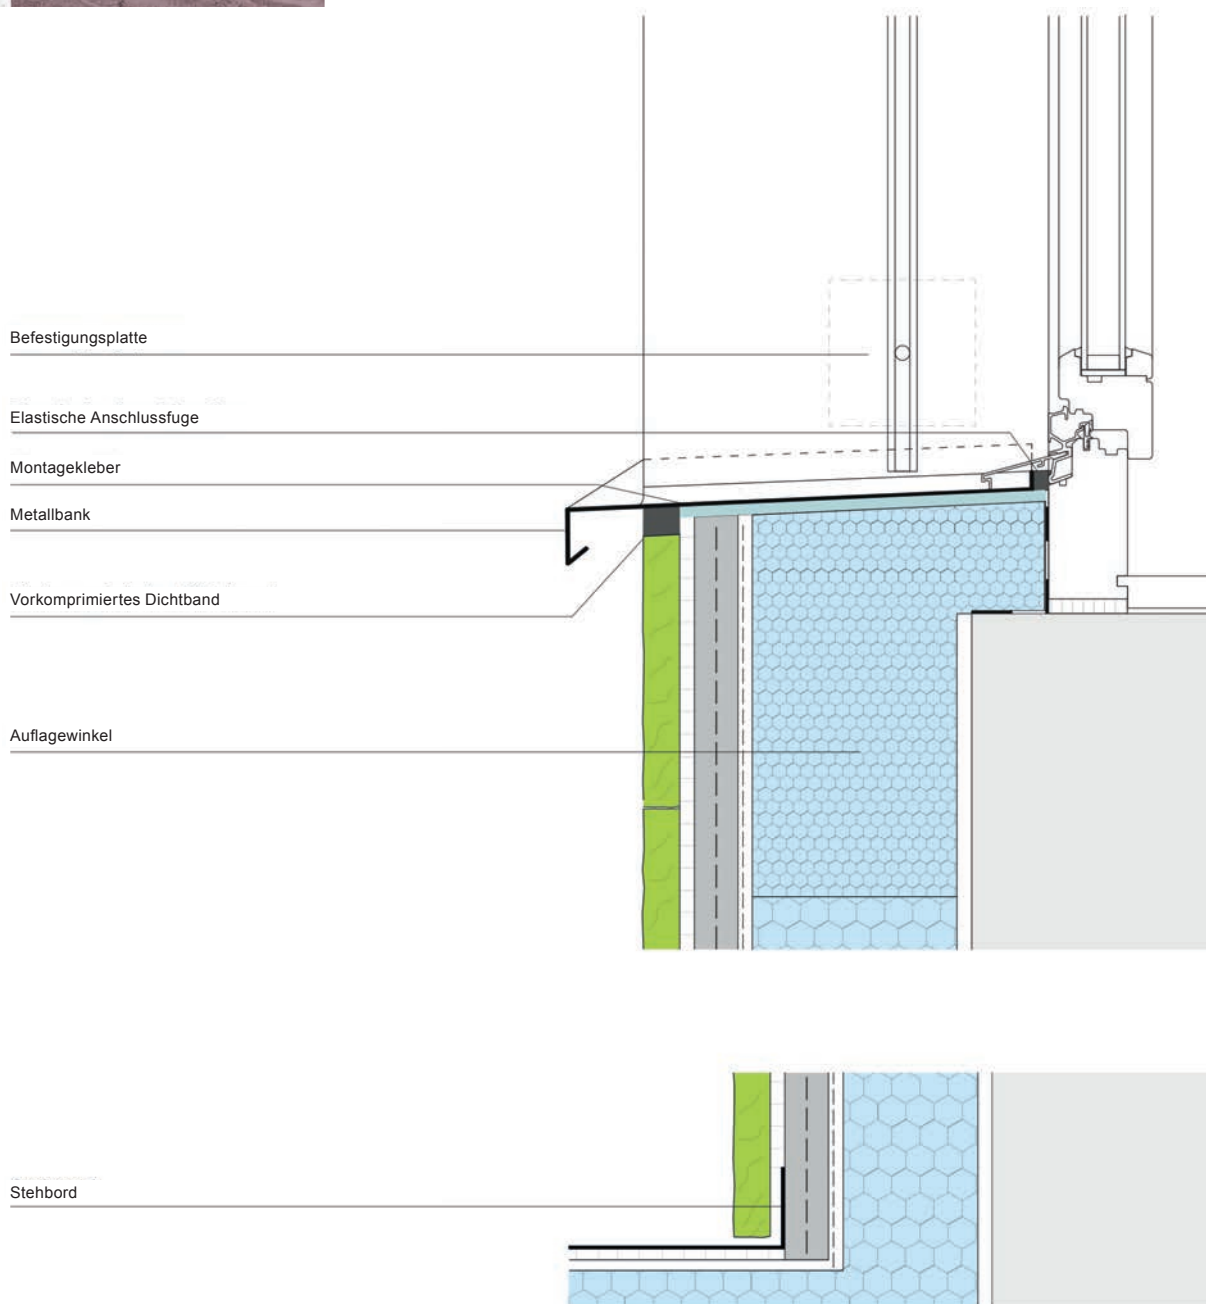 Befestigungsplatte
Elastische Anschlussfuge
Montagekleber
Metallbank
Vorkomprimiertes Dichtband
Auflagewinkel
Stehbord